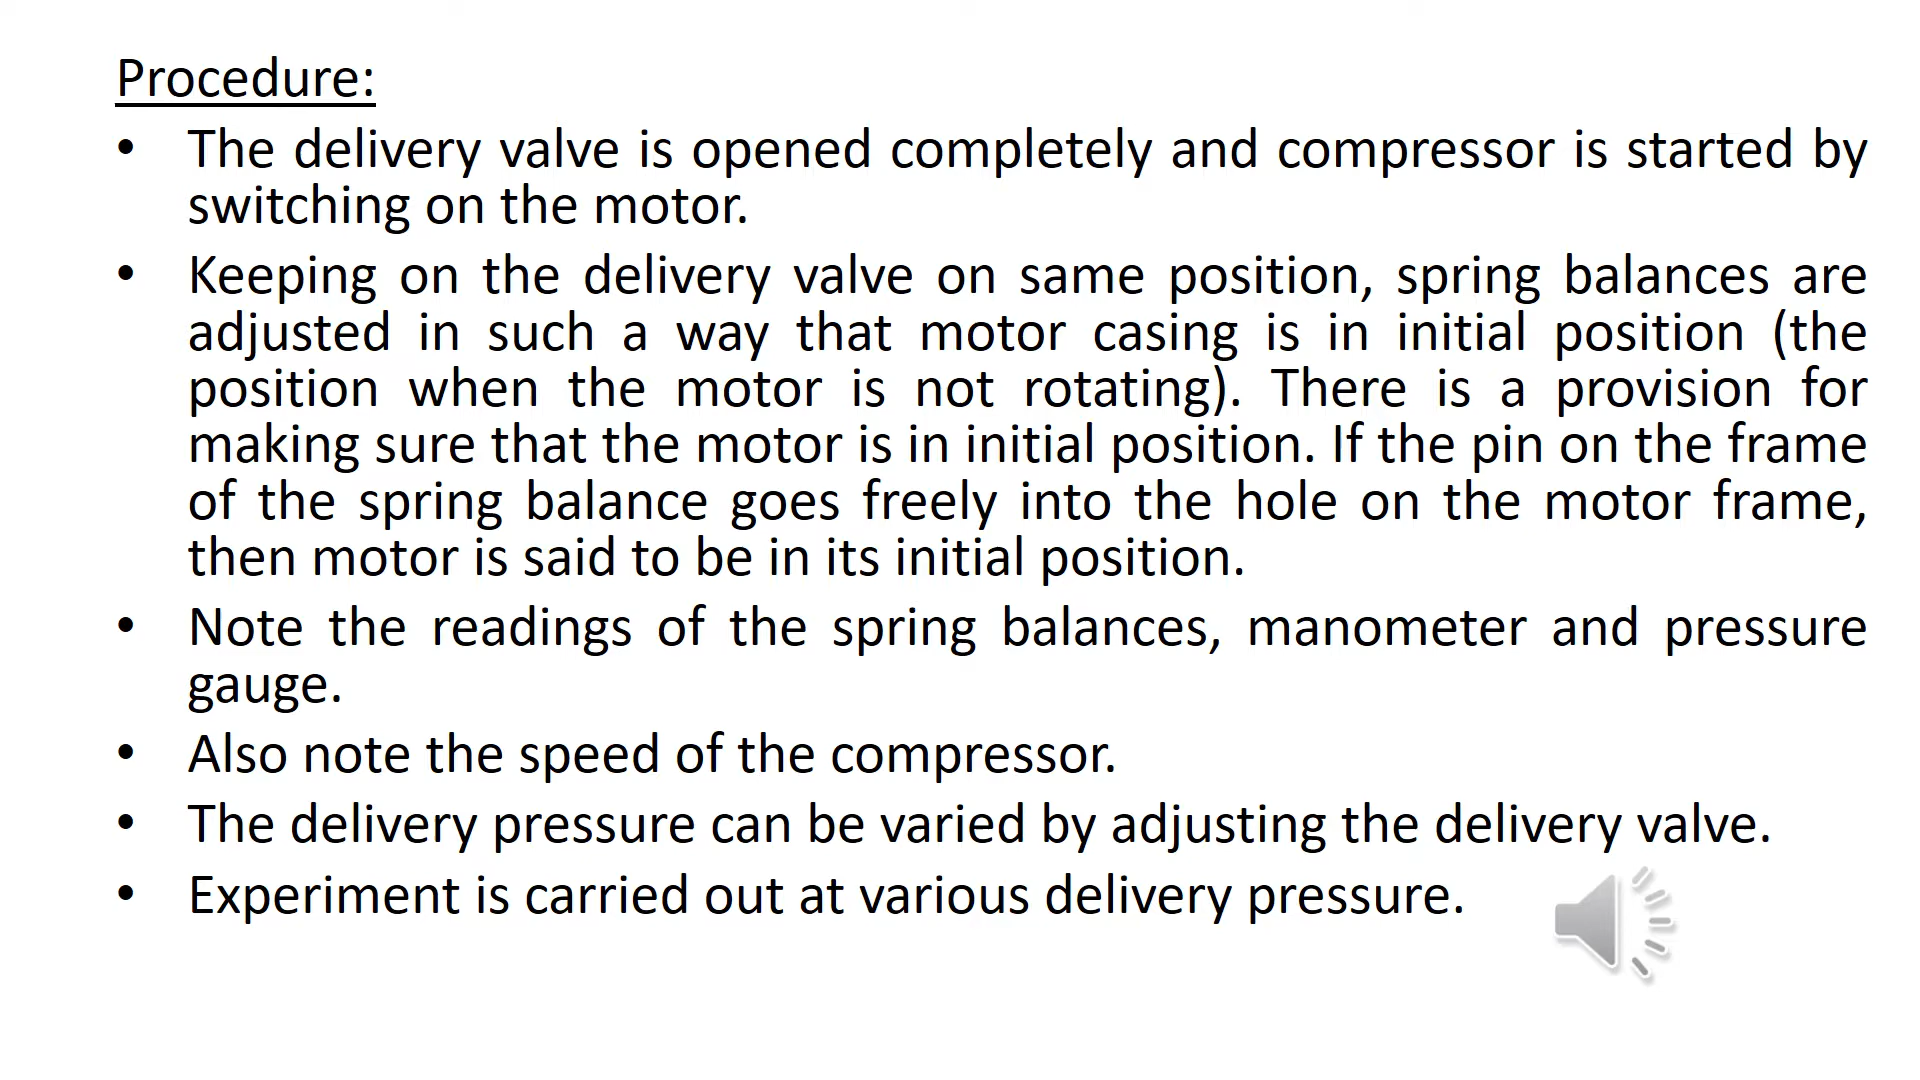 Procedure:
• The delivery valve is opened completely and compressor is started by
switching on the motor.
• Keeping on the delivery valve on same position, spring balances are
adjusted in such a way that motor casing is in initial position (the
position when the motor is not rotating). There is a provision for
making sure that the motor is in initial position. If the pin on the frame
of the spring balance goes freely into the hole on the motor frame,
then motor is said to be in its initial position.
• Note the readings of the spring balances, manometer and pressure
gauge.
• Also note the speed of the compressor.
• The delivery pressure can be varied by adjusting the delivery valve.
• Experiment is carried out at various delivery pressure.